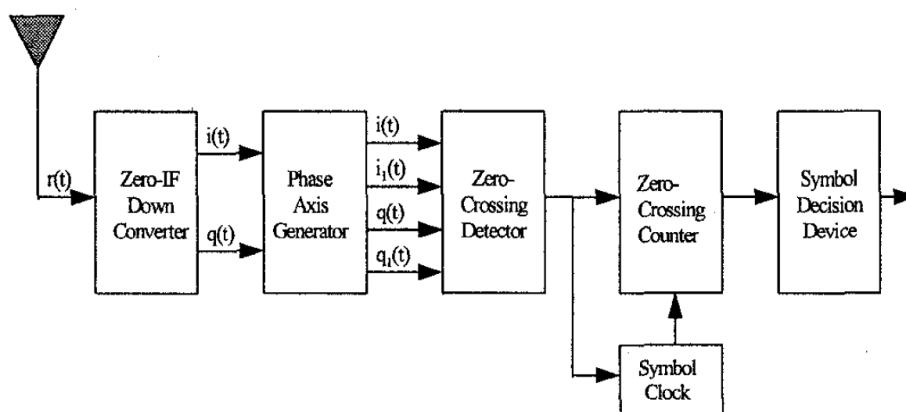 r(t)
Zero-IF
Down
Converter
i(t)
q(t)
Phase
Axis
Generator
i(t)
i₁(t)
q(t)
q₁(t)
Zero-
Crossing
Detector
Zero-
Crossing
Counter
Symbol
Decision
Device
Symbol
Clock